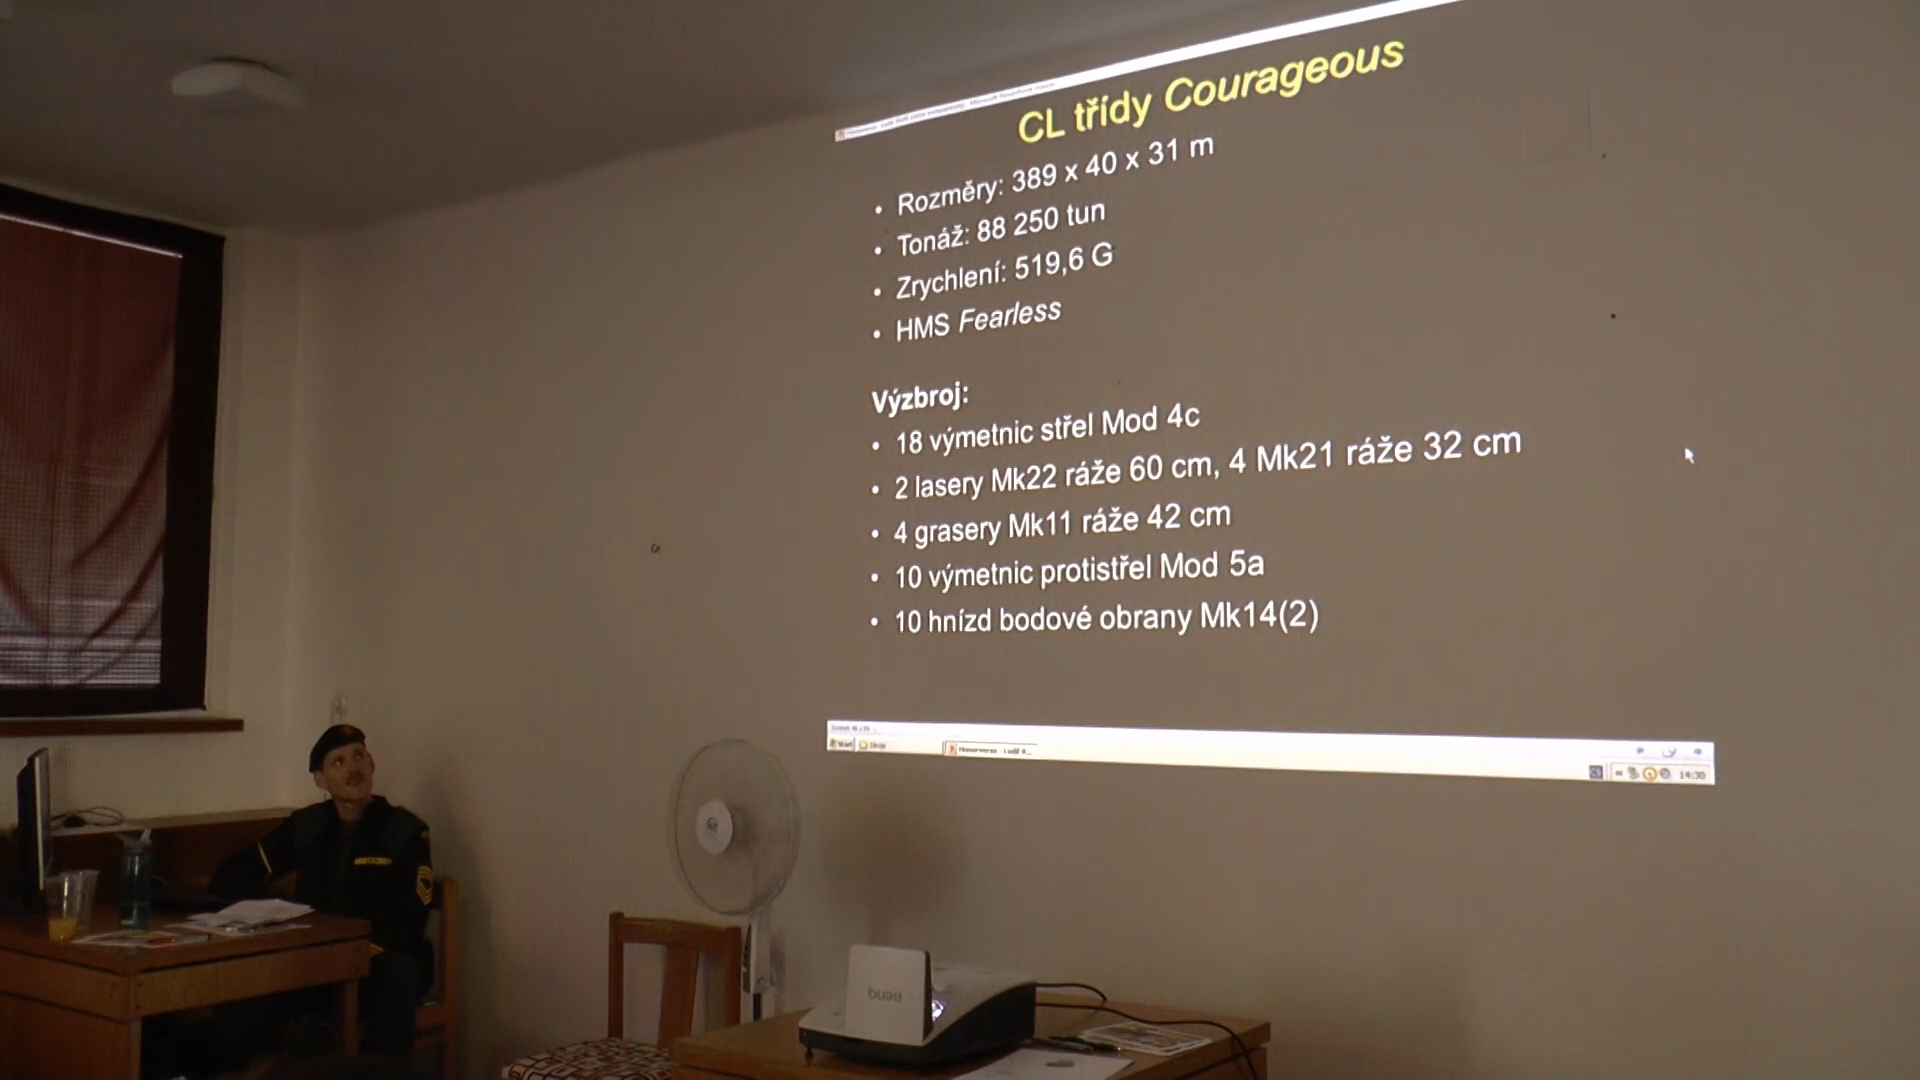 CL třídy Courageous
• Rozměry: 389 x 40 x 31 m
• Tonáž: 88 250 tun
• Zrychlení: 519,6 G
• HMS Fearless
Výzbroj:
• 18 výmetnic střel Mod 4c
• 2 lasery Mk22 ráže 60 cm, 4 Mk21 ráže 32 cm
• 4 grasery Mk11 ráže 42 cm
• 10 výmetnic protistřel Mod 5a
• 10 hnízd bodové obrany Mk14(2)
Start
14:30
BenQ